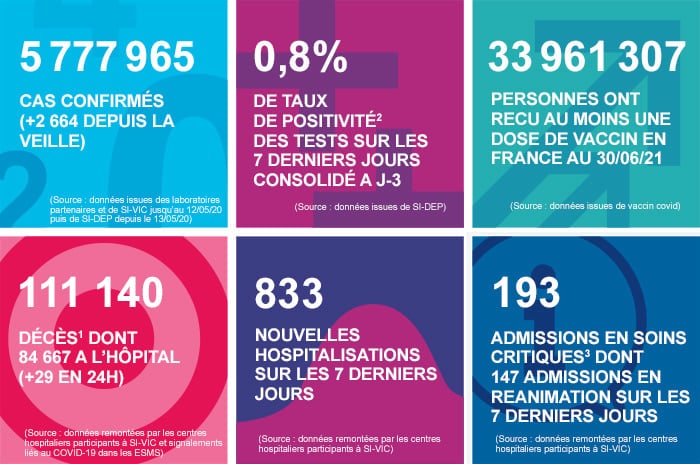 5 777 965
CAS CONFIRMÉS
(+2 664 DEPUIS LA
VEILLE)
(Source : données issues des laboratoires
partenaires et de SI-VIC jusqu'au 12/05/20
puis de SI-DEP depuis le 13/05/20)
0,8%
DE TAUX
DE POSITIVITÉ²
DES TESTS SUR LES
7 DERNIERS JOURS
CONSOLIDÉ A J-3
(Source : données issues de SI-DEP)
33 961 307
PERSONNES ONT
RECU AU MOINS UNE
DOSE DE VACCIN EN
FRANCE AU 30/06/21
(Source : données issues de vaccin covid)
111 140
DÉCÈS¹ DONT
84 667 A L'HÔPITAL
(+29 EN 24H)
(Source : données remontées par les centres
hospitaliers participants à SI-VIC et signalements
liés au COVID-19 dans les ESMS)
833
NOUVELLES
HOSPITALISATIONS
SUR LES 7 DERNIERS
JOURS
(Source : données remontées par les centres
hospitaliers participants à SI-VIC)
193
ADMISSIONS EN SOINS
CRITIQUES³ DONT
147 ADMISSIONS EN
REANIMATION SUR LES
7 DERNIERS JOURS
(Source : données remontées par les centres
hospitaliers participants à SI-VIC)